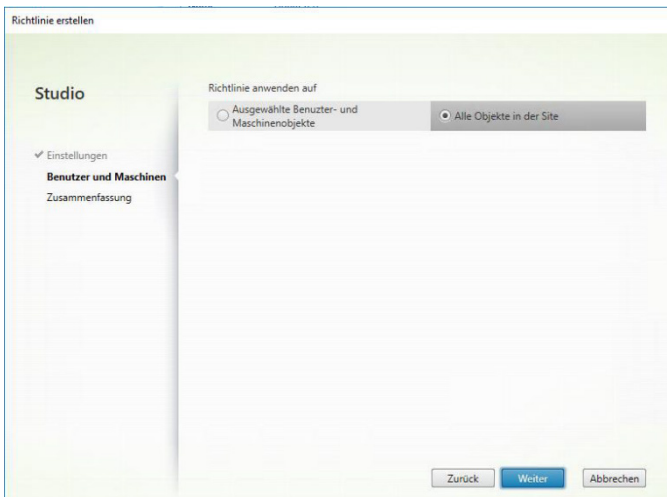 Richtlinie erstellen
Studio
Richtlinie anwenden auf
Ausgewählte Benuzter- und
Maschinenobjekte
Alle Objekte in der Site
Einstellungen
Benutzer und Maschinen
Zusammenfassung
Zurück
Weiter
Abbrechen